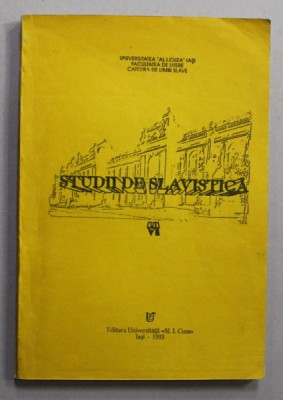 UNIVERSITATEA "AL.I.CUZA" IAŞI
FACULTATEA DE LITERE
CATEDRA DE LIMBI SLAVE
STUDII DE SLAVISTICĂ
VI
Editura Universităţii «Al. I. Cuza»
Iaşi - 1995